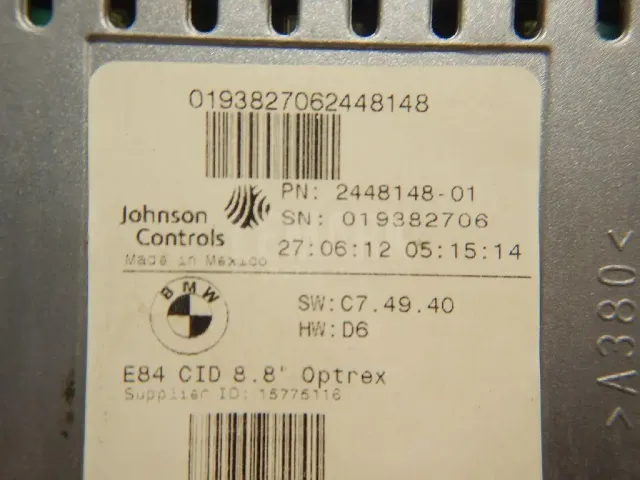 0193827062448148
PN: 2448148-01
Johnson
Controls
SN: 019382706
27:06:12 05:15:14
Made in Mexico
BMW
SW:C7.49.40
HW:D6
E84 CID 8.8' Optrex
Supplier ID: 15775116
>A380<